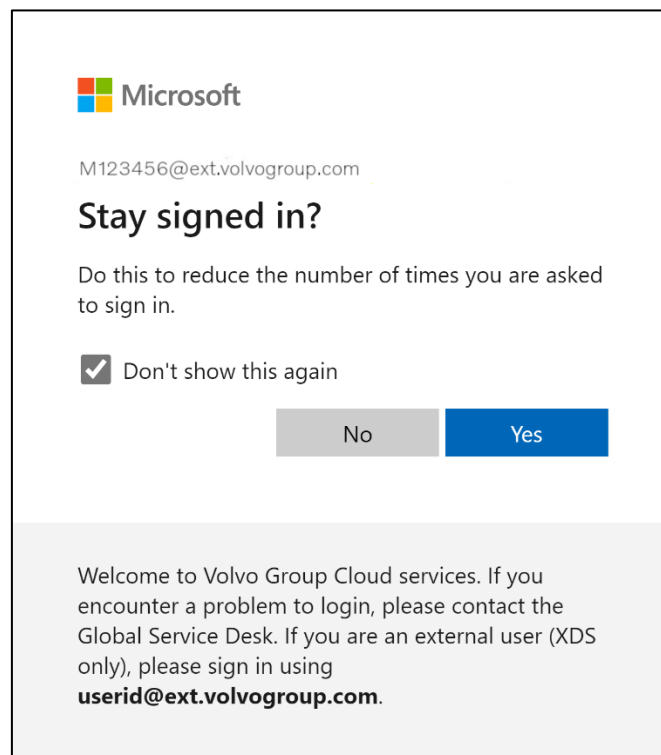 Microsoft
M123456@ext.volvogroup.com
Stay signed in?
Do this to reduce the number of times you are asked
to sign in.
Don't show this again
No
Yes
Welcome to Volvo Group Cloud services. If you
encounter a problem to login, please contact the
Global Service Desk. If you are an external user (XDS
only), please sign in using
userid@ext.volvogroup.com.